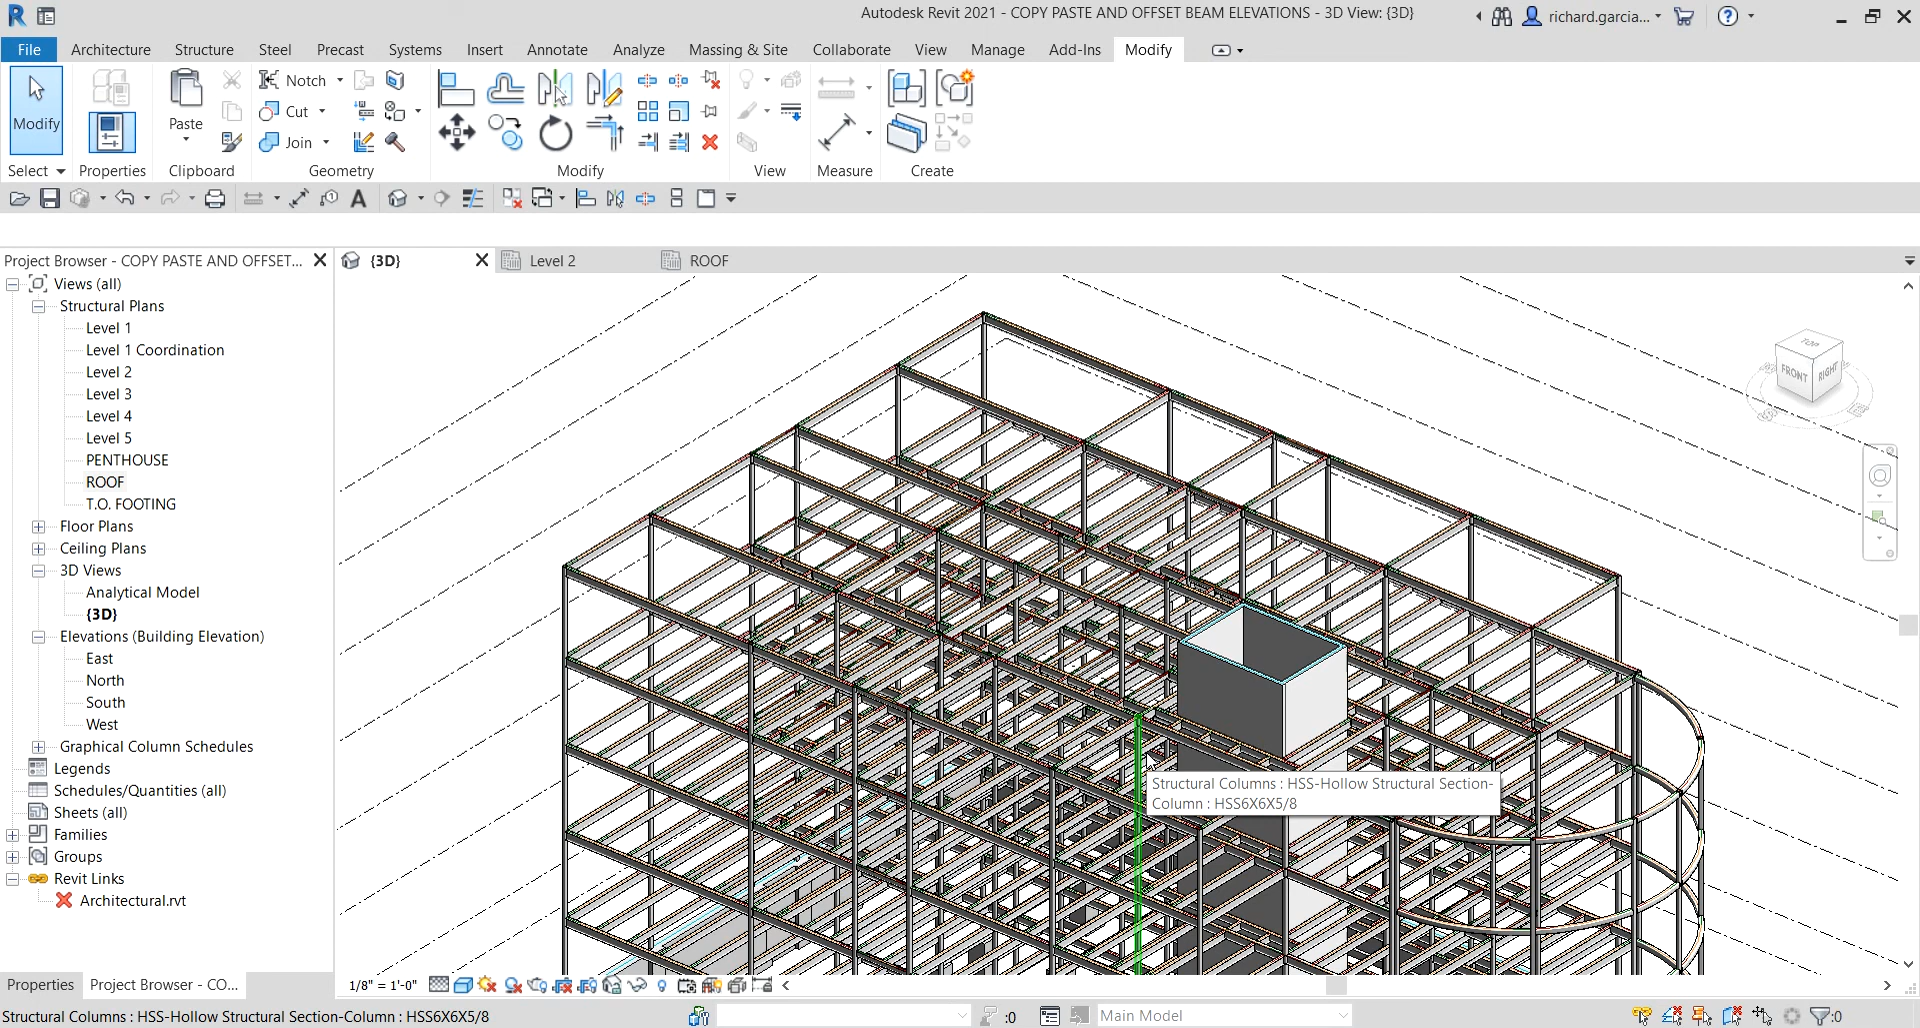 Autodesk Revit 2021 - COPY PASTE AND OFFSET BEAM ELEVATIONS - 3D View: {3D}
richard.garcia...
File Architecture Structure Steel Precast Systems Insert Annotate Analyze Massing & Site Collaborate View Manage Add-Ins Modify
Modify
Paste
Notch
Cut
Join
Select Properties Clipboard Geometry Modify View Measure Create
Project Browser - COPY PASTE AND OFFSET...
{3D} Level 2 ROOF
Views (all)
Structural Plans
Level 1
Level 1 Coordination
Level 2
Level 3
Level 4
Level 5
PENTHOUSE
ROOF
T.O. FOOTING
Floor Plans
Ceiling Plans
3D Views
Analytical Model
{3D}
Elevations (Building Elevation)
East
North
South
West
Graphical Column Schedules
Legends
Schedules/Quantities (all)
Sheets (all)
Families
Groups
Revit Links
Architectural.rvt
TOP
FRONT
RIGHT
Structural Columns : HSS-Hollow Structural Section-
Column : HSS6X6X5/8
Properties Project Browser - CO...
1/8" = 1'-0"
Structural Columns : HSS-Hollow Structural Section-Column : HSS6X6X5/8
:0
Main Model
:0